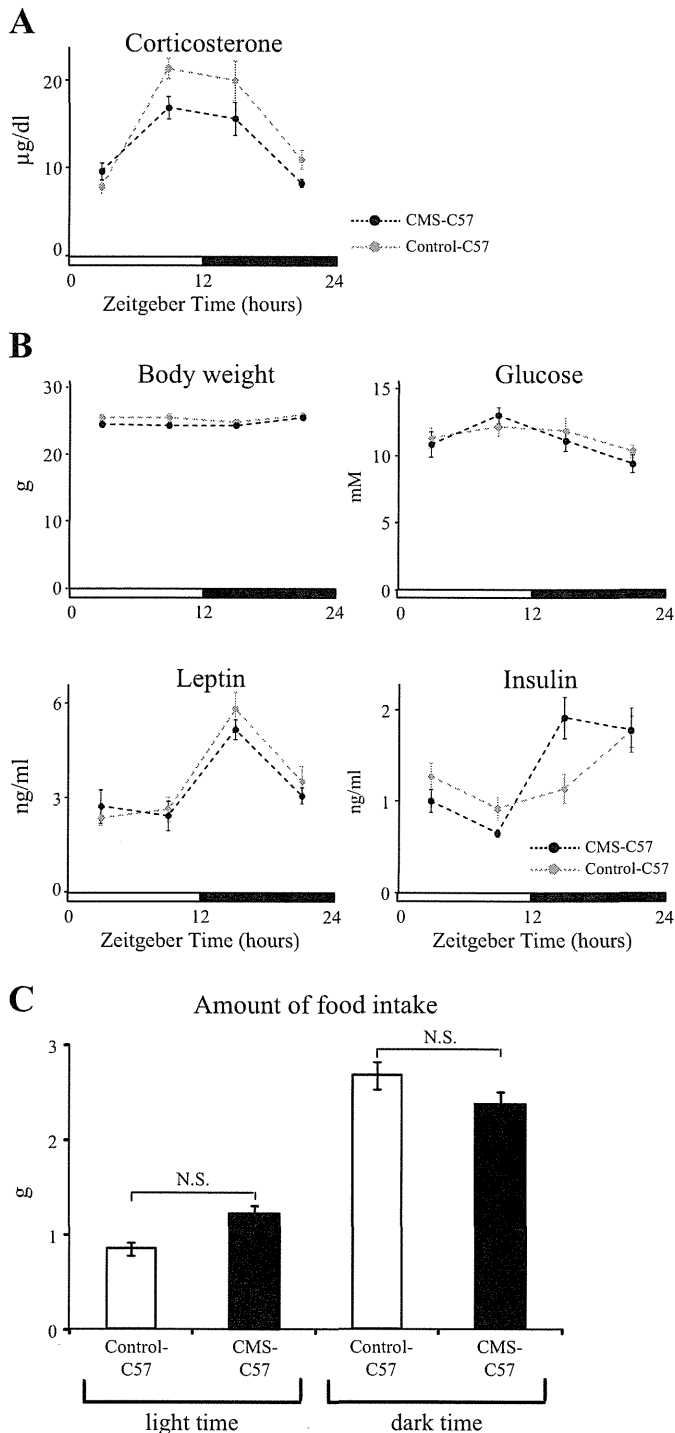 A
Corticosterone
20
10
0
µg/dl
0 12 24
Zeitgeber Time (hours)
CMS-C57
Control-C57
B
Body weight
30
20
10
0
g
0 12 24
Glucose
15
10
5
0
mM
0 12 24
Leptin
6
3
0
ng/ml
0 12 24
Zeitgeber Time (hours)
Insulin
2
1
0
ng/ml
CMS-C57
Control-C57
0 12 24
Zeitgeber Time (hours)
C
Amount of food intake
3
2
1
0
g
N.S.
N.S.
Control-
C57
CMS-
C57
Control-
C57
CMS-
C57
light time
dark time